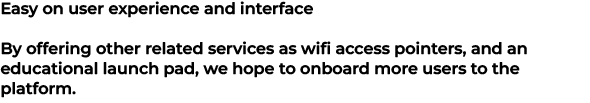 Easy on user experience and interface
By offering other related services as wifi access pointers, and an
educational launch pad, we hope to onboard more users to the
platform.